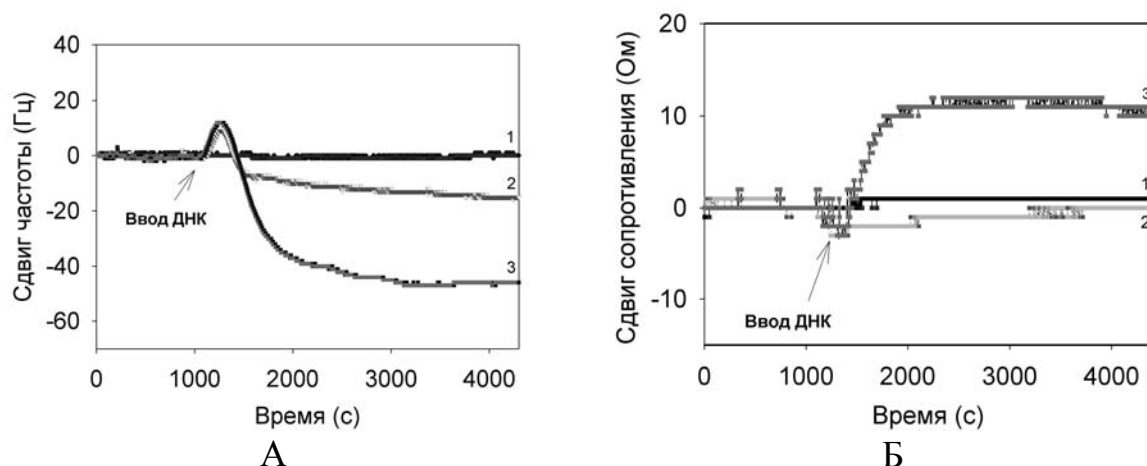 Сдвиг частоты (Гц)
40
20
0
-20
-40
-60
1
2
3
Ввод ДНК
0 1000 2000 3000 4000
Время (с)
А
Сдвиг сопротивления (Ом)
20
10
0
-10
3
1
2
Ввод ДНК
0 1000 2000 3000 4000
Время (с)
Б